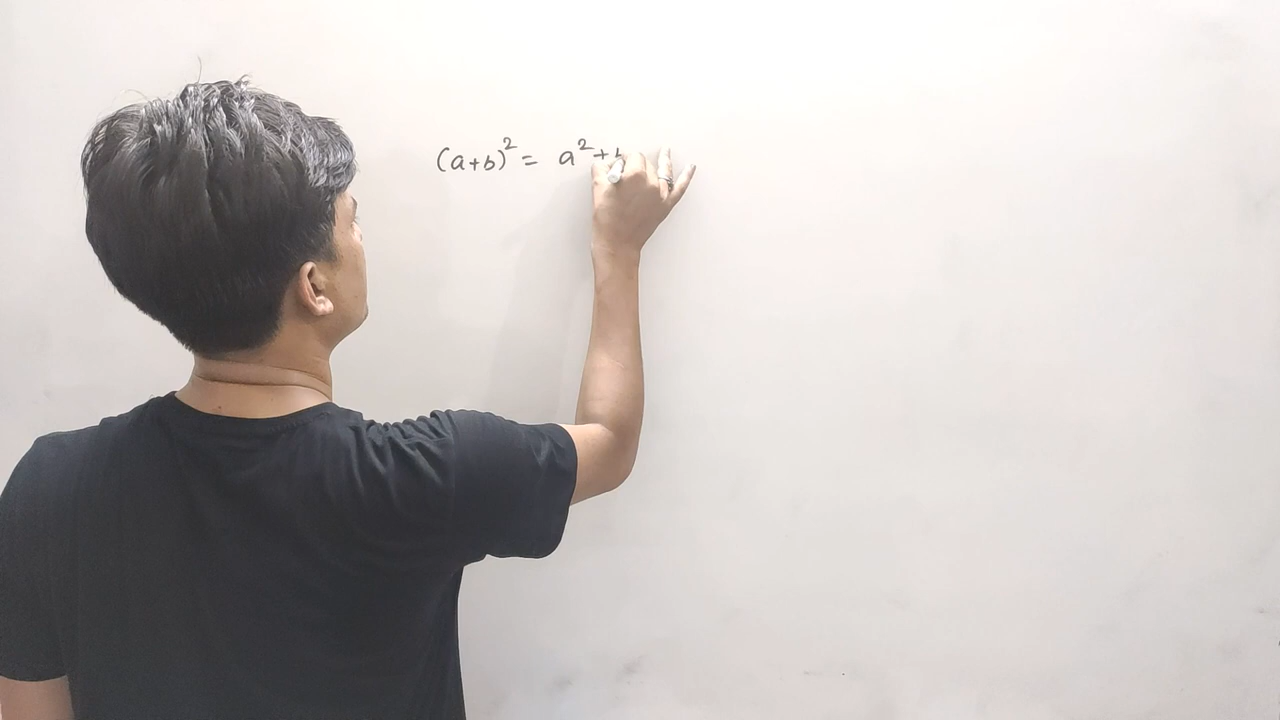 (a+b)² = a²+